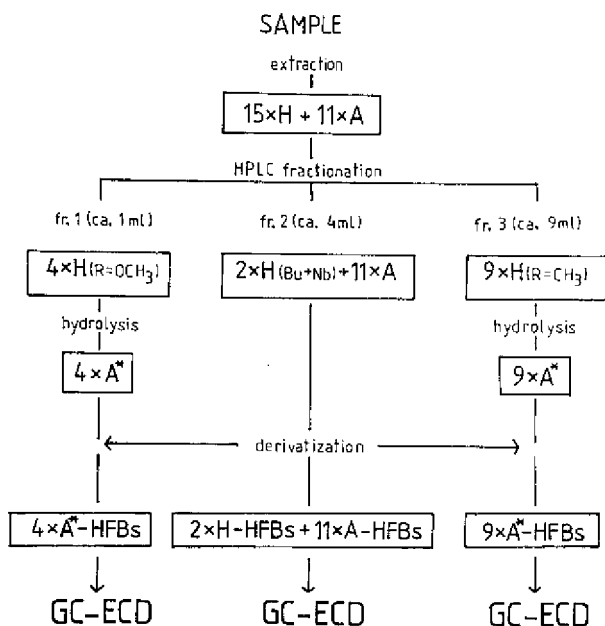 SAMPLE
extraction
15×H + 11×A
HPLC fractionation
fr. 1 (ca. 1ml) fr. 2 (ca. 4ml) fr. 3 (ca. 9ml)
4×H (R=OCH₃) 2×H (Bu+Nb) + 11×A 9×H (R=CH₃)
hydrolysis hydrolysis
4×A* 9×A*
derivatization
4×A*-HFBs 2×H-HFBs + 11×A-HFBs 9×A*-HFBs
GC-ECD GC-ECD GC-ECD